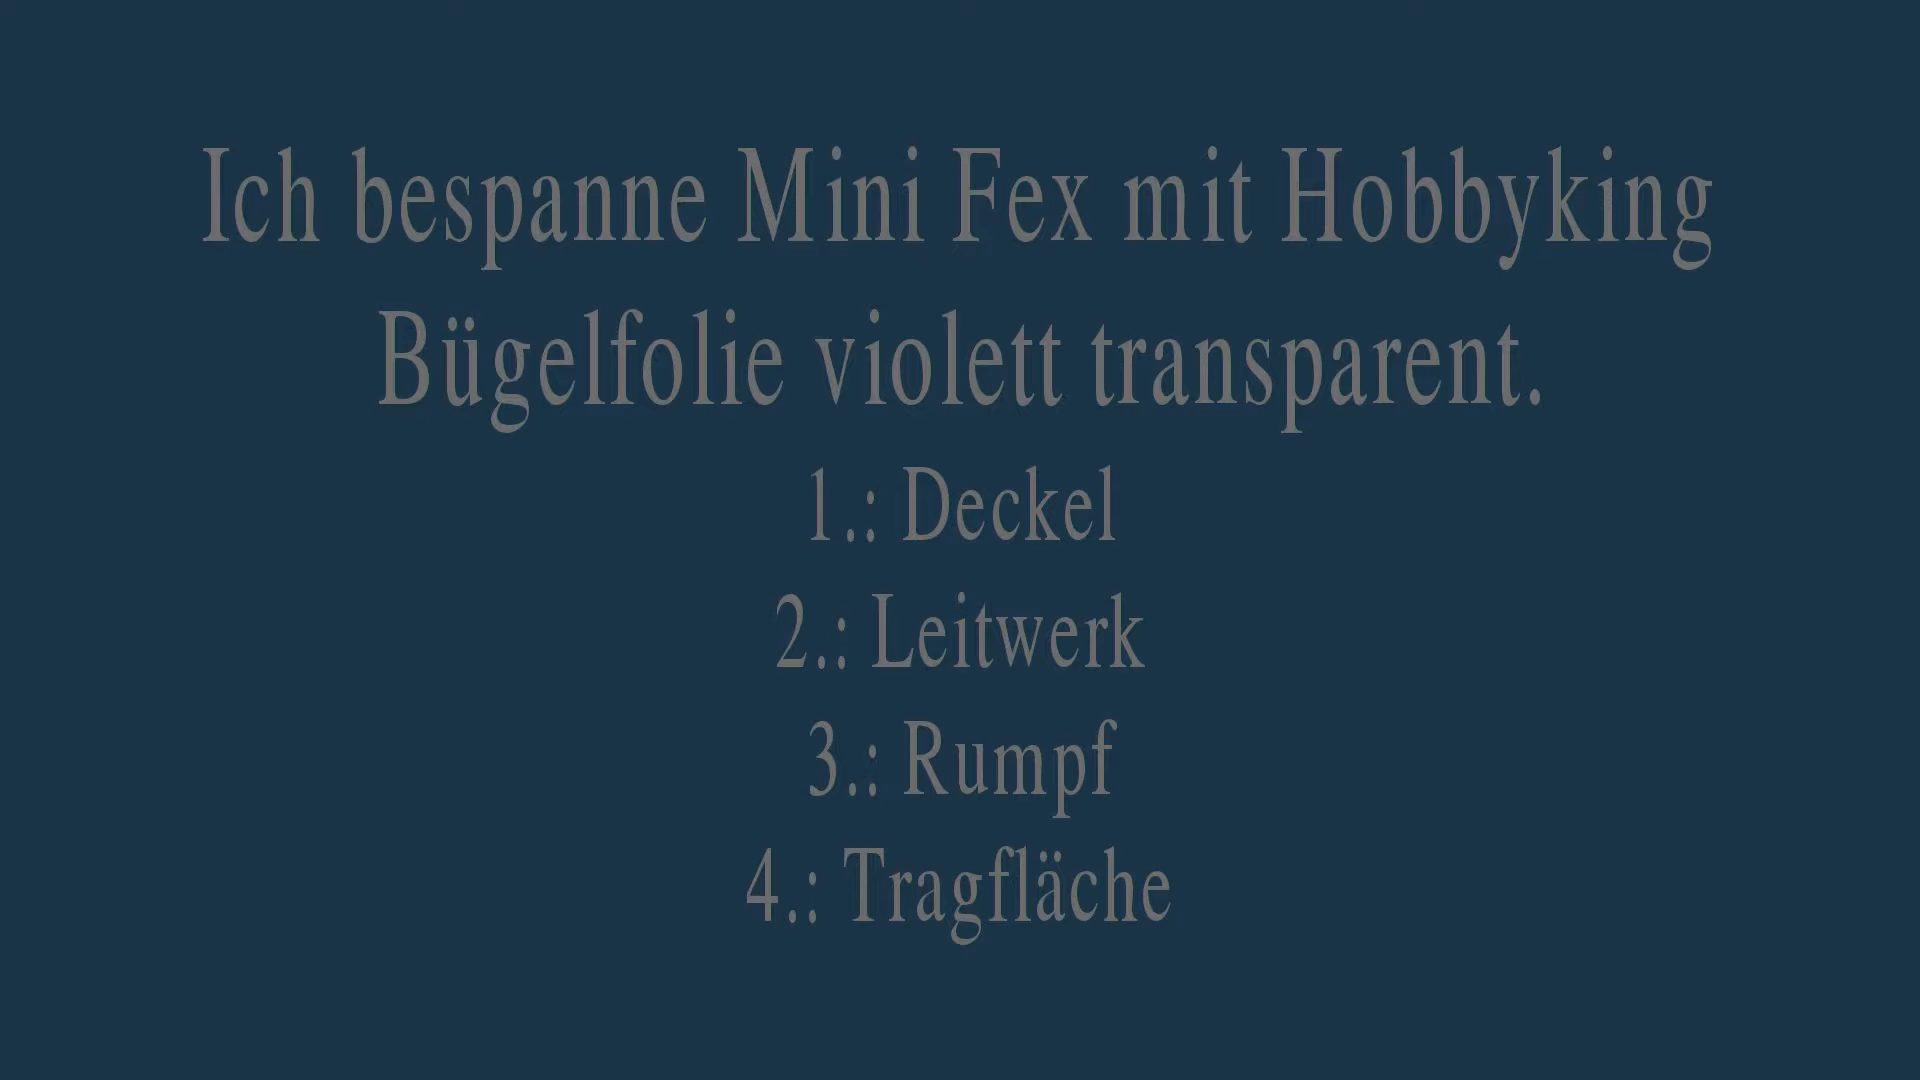 Ich bespanne Mini Fex mit Hobbyking
Bügelfolie violett transparent.
1.: Deckel
2.: Leitwerk
3.: Rumpf
4.: Tragfläche